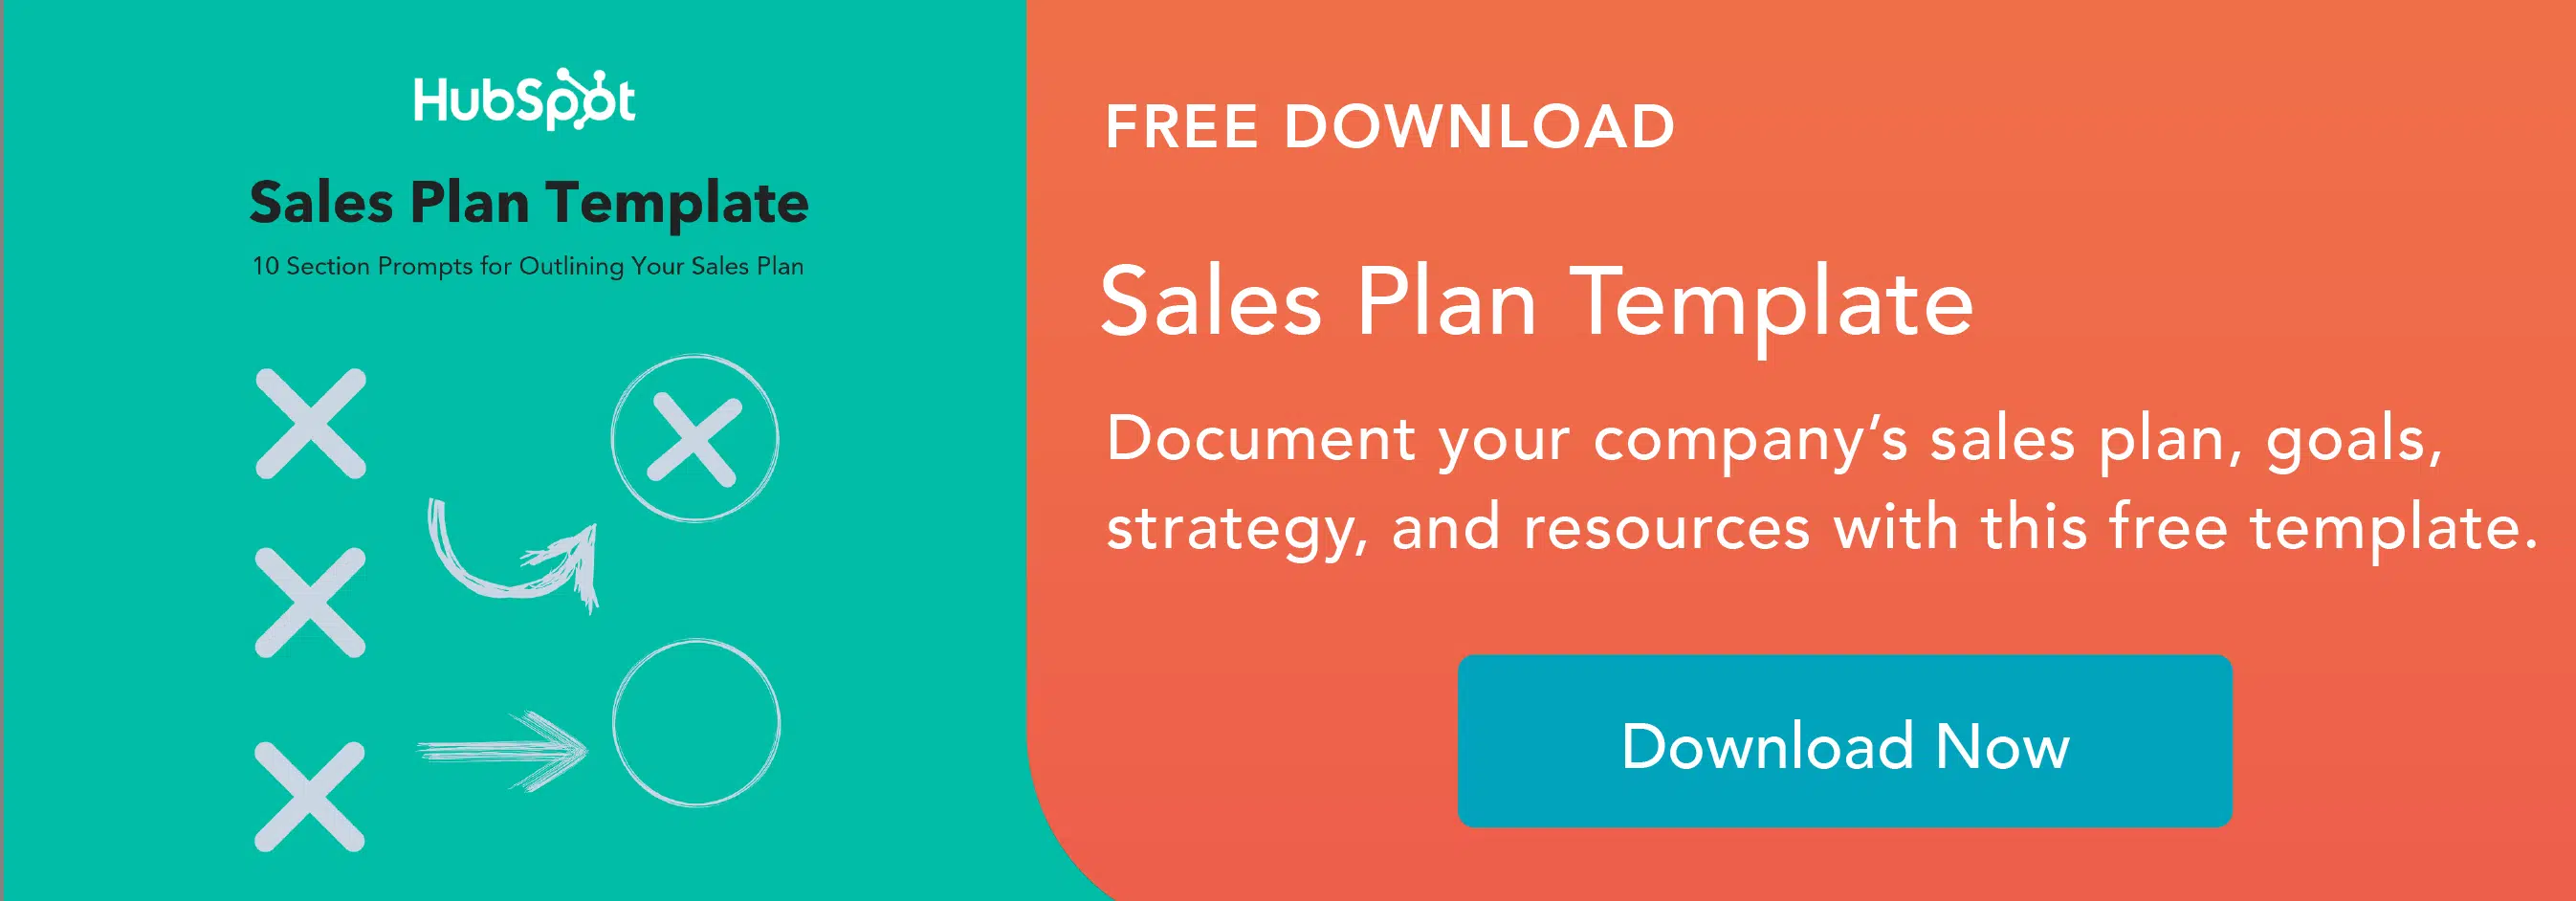 HubSpot
Sales Plan Template
10 Section Prompts for Outlining Your Sales Plan
FREE DOWNLOAD
Sales Plan Template
Document your company’s sales plan, goals,
strategy, and resources with this free template.
Download Now